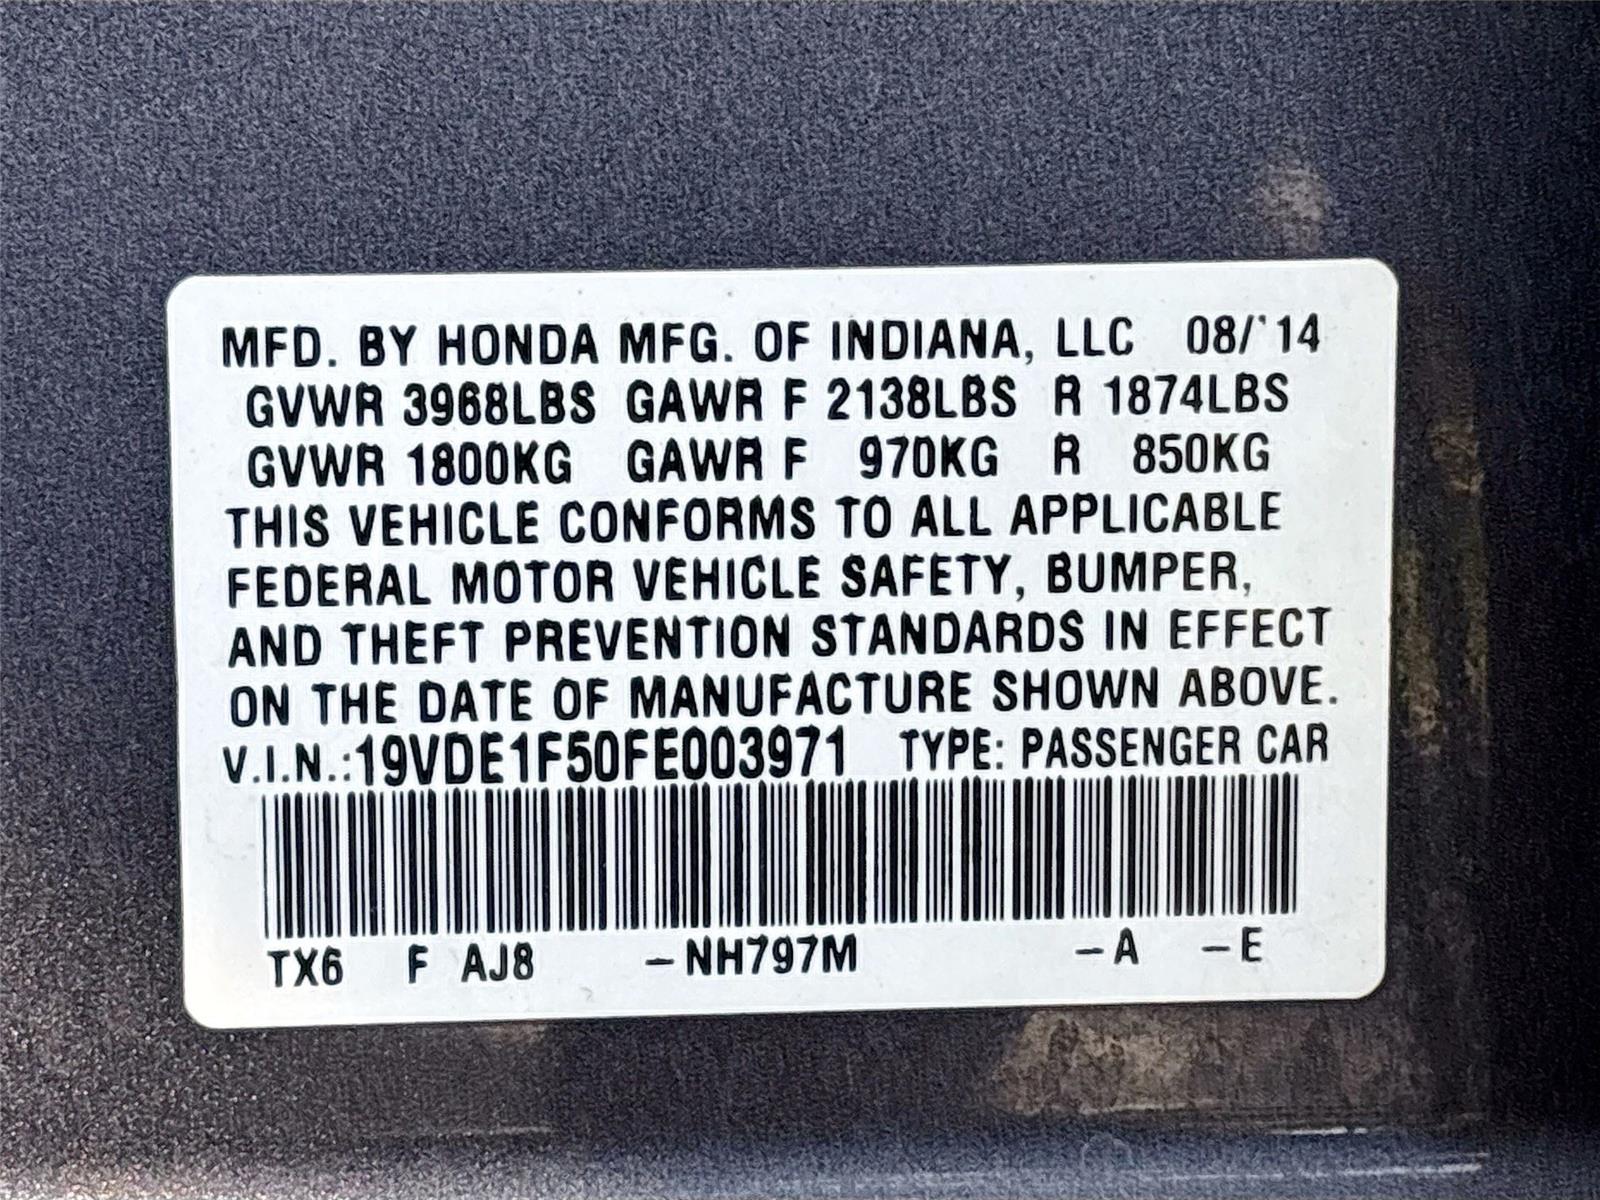 MFD. BY HONDA MFG. OF INDIANA, LLC 08/'14
GVWR 3968LBS GAWR F 2138LBS R 1874LBS
GVWR 1800KG GAWR F 970KG R 850KG
THIS VEHICLE CONFORMS TO ALL APPLICABLE
FEDERAL MOTOR VEHICLE SAFETY, BUMPER,
AND THEFT PREVENTION STANDARDS IN EFFECT
ON THE DATE OF MANUFACTURE SHOWN ABOVE.
V.I.N.:19VDE1F50FE003971 TYPE: PASSENGER CAR
TX6 F AJ8 –NH797M –A –E